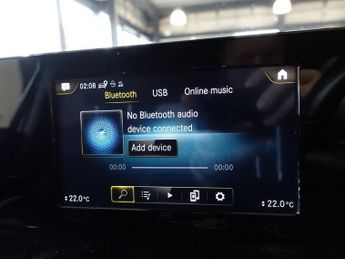 02:08
Bluetooth USB Online music
No Bluetooth audio
device connected
Add device
00:00 00:00
22.0°C 22.0°C